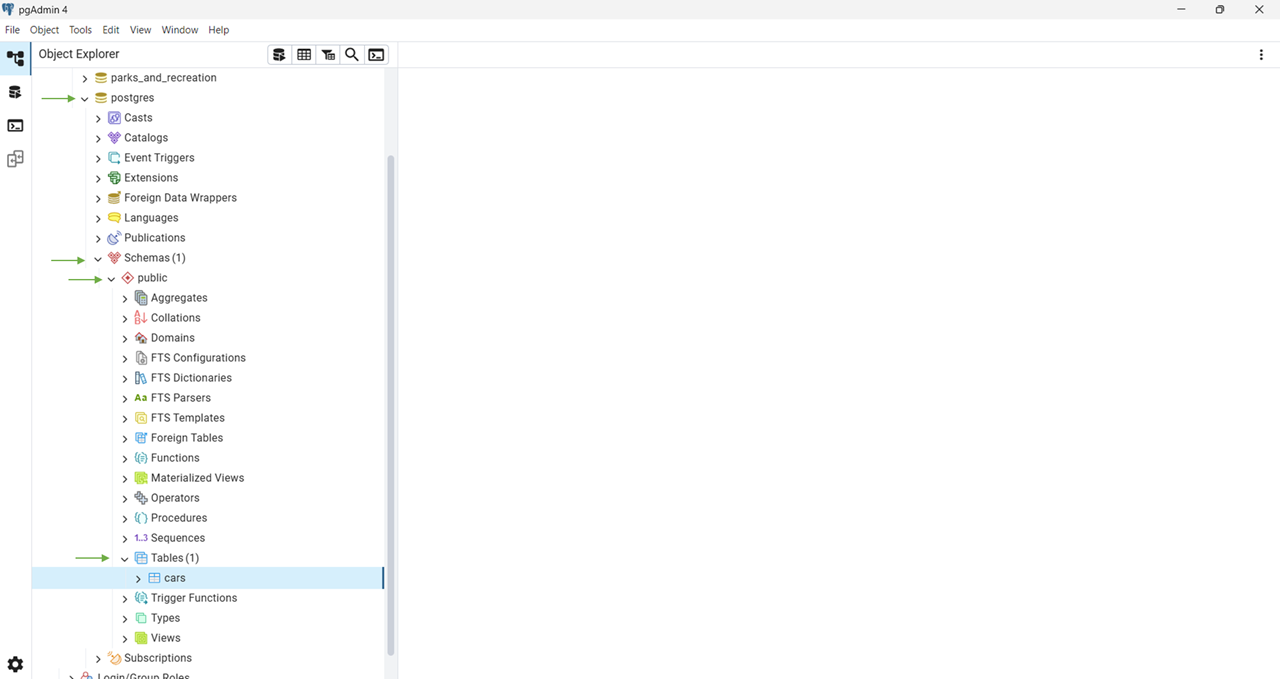 pgAdmin 4
File Object Tools Edit View Window Help
Object Explorer
parks_and_recreation
postgres
Casts
Catalogs
Event Triggers
Extensions
Foreign Data Wrappers
Languages
Publications
Schemas (1)
public
Aggregates
Collations
Domains
FTS Configurations
FTS Dictionaries
Aa FTS Parsers
FTS Templates
Foreign Tables
Functions
Materialized Views
Operators
Procedures
1..3 Sequences
Tables (1)
cars
Trigger Functions
Types
Views
Subscriptions
Login/Group Roles